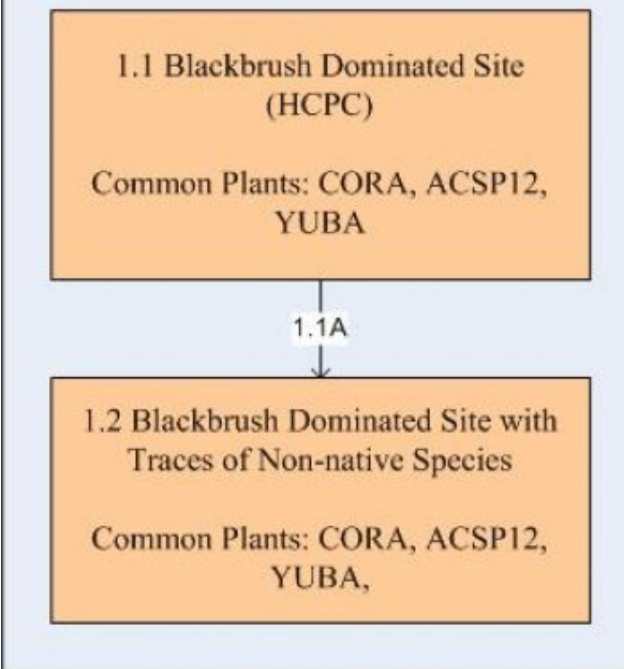 1.1 Blackbrush Dominated Site
(HCPC)
Common Plants: CORA, ACSP12,
YUBA
1.1A
1.2 Blackbrush Dominated Site with
Traces of Non-native Species
Common Plants: CORA, ACSP12,
YUBA,